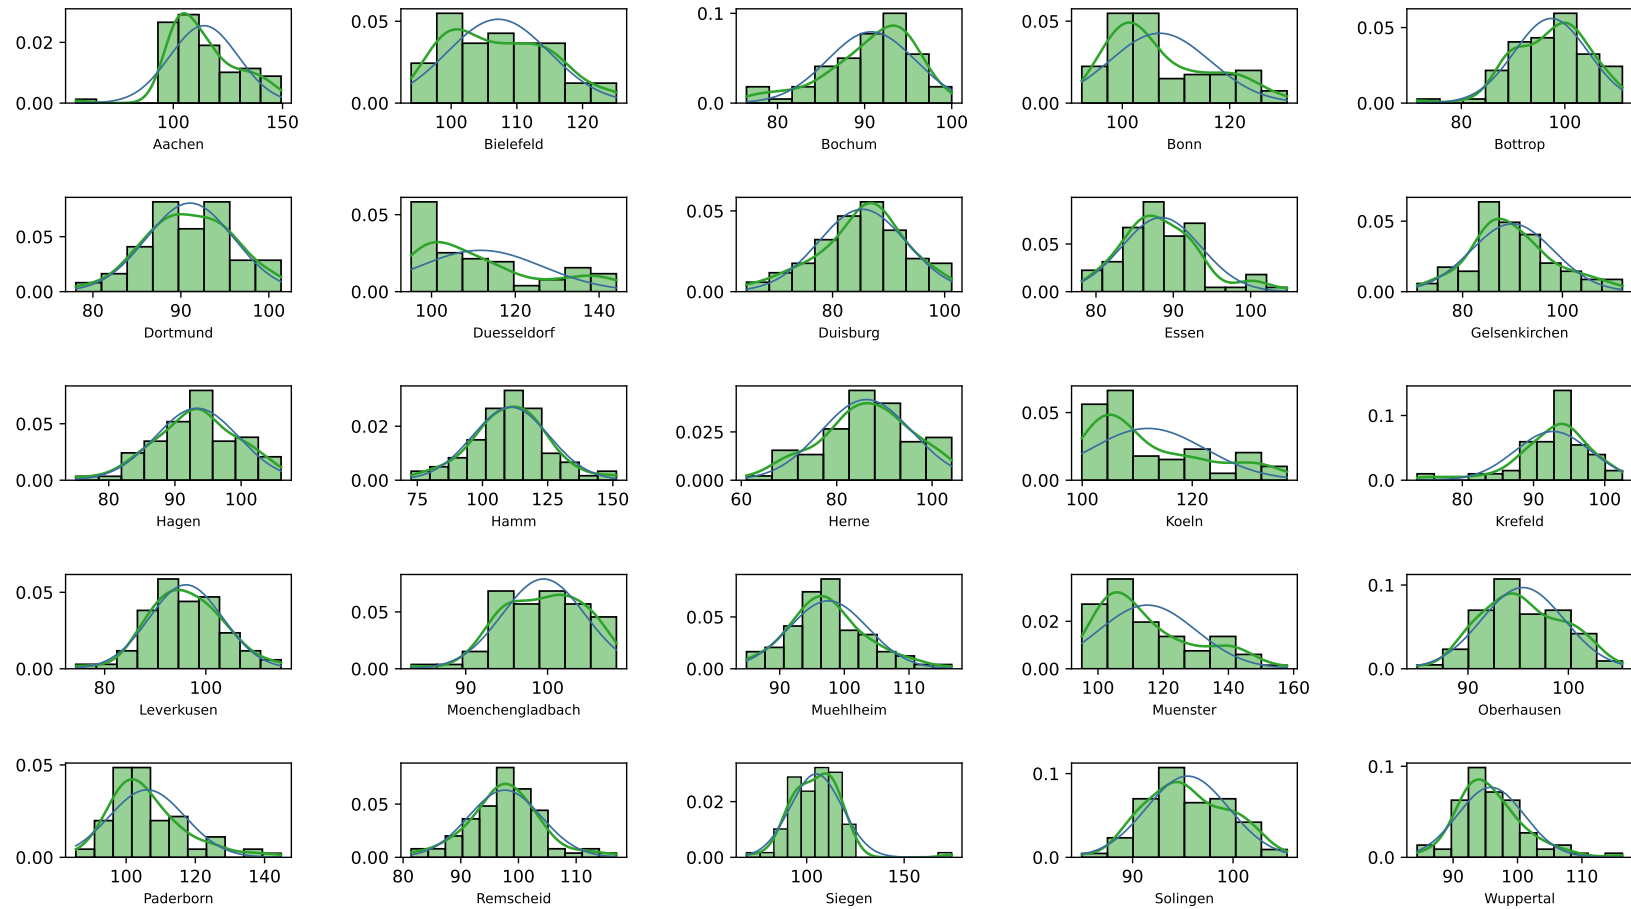 0.02
0.00
100 150
Aachen
0.05
0.00
100 110 120
Bielefeld
0.1
0.0
80 90 100
Bochum
0.05
0.00
100 120
Bonn
0.05
0.00
80 100
Bottrop
0.05
0.00
80 90 100
Dortmund
0.05
0.00
100 120 140
Duesseldorf
0.05
0.00
80 100
Duisburg
0.05
0.00
80 90 100
Essen
0.05
0.00
80 100
Gelsenkirchen
0.05
0.00
80 90 100
Hagen
0.02
0.00
75 100 125 150
Hamm
0.025
0.000
60 80 100
Herne
0.05
0.00
100 120
Koeln
0.1
0.0
80 90 100
Krefeld
0.05
0.00
80 100
Leverkusen
0.05
0.00
90 100
Moenchengladbach
0.05
0.00
90 100 110
Muehlheim
0.02
0.00
100 120 140 160
Muenster
0.1
0.0
90 100
Oberhausen
0.05
0.00
100 120 140
Paderborn
0.05
0.00
80 90 100 110
Remscheid
0.02
0.00
100 150
Siegen
0.1
0.0
90 100
Solingen
0.1
0.0
90 100 110
Wuppertal